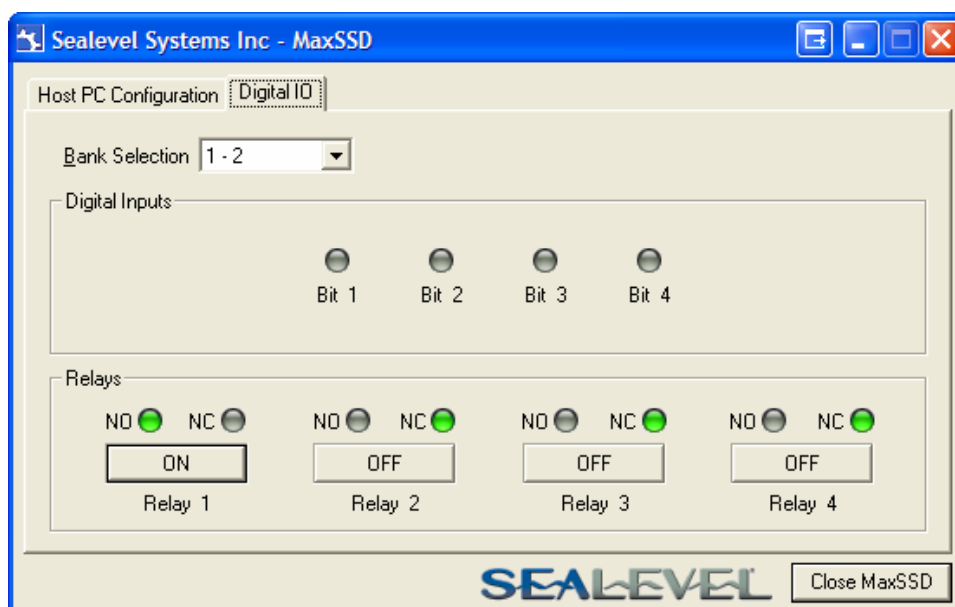 Sealevel Systems Inc - MaxSSD
Host PC Configuration Digital IO
Bank Selection 1 - 2
Digital Inputs
Bit 1 Bit 2 Bit 3 Bit 4
Relays
NO NC NO NC NO NC NO NC
ON OFF OFF OFF
Relay 1 Relay 2 Relay 3 Relay 4
SEALEVEL Close MaxSSD